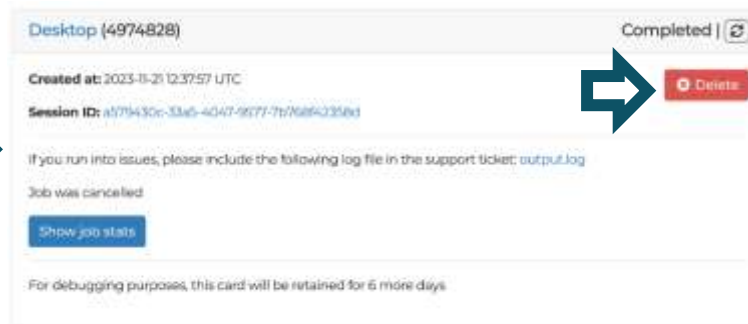 Desktop (4974828)
Completed |
Created at: 2023-11-21 12:37:57 UTC
Delete
Session ID:
If you run into issues, please include the following log file in the support ticket: output.log
Job was cancelled
Show job stats
For debugging purposes, this card will be retained for 6 more days